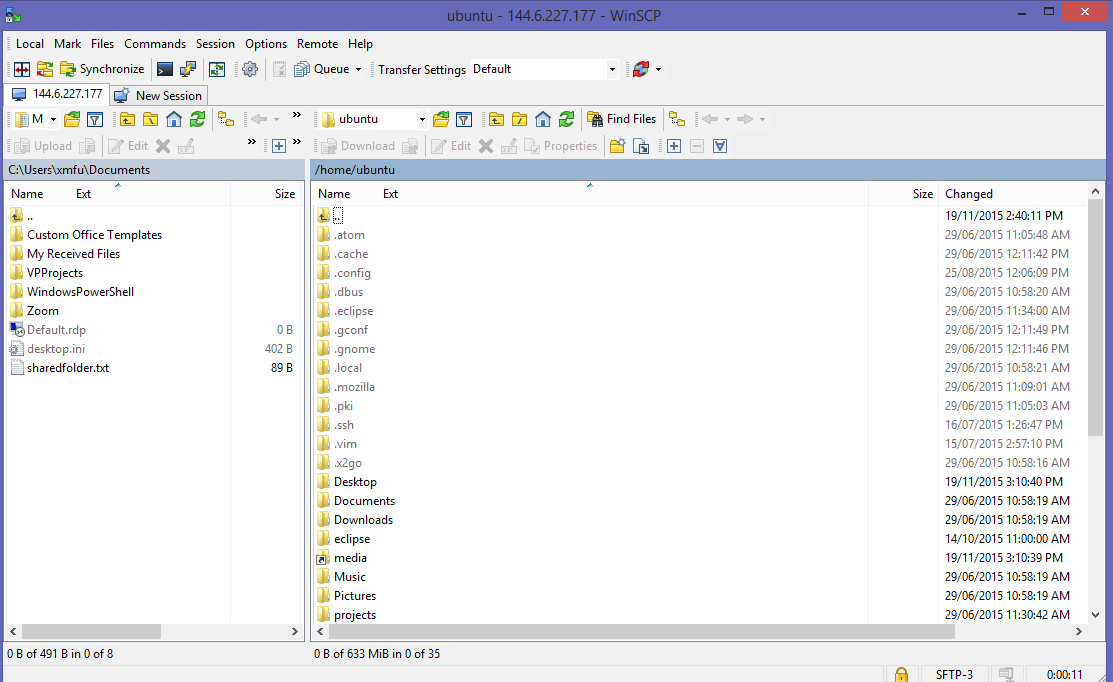 ubuntu - 144.6.227.177 - WinSCP
Local Mark Files Commands Session Options Remote Help
Synchronize Queue Transfer Settings Default
144.6.227.177 New Session
M ubuntu Find Files
Upload Edit Download Edit Properties
C:\Users\xmfu\Documents /home/ubuntu
Name Ext Size Name Ext Size Changed
.. .. 19/11/2015 2:40:11 PM
Custom Office Templates .atom 29/06/2015 11:05:48 AM
My Received Files .cache 29/06/2015 12:11:42 PM
VPProjects .config 25/08/2015 12:06:09 PM
WindowsPowerShell .dbus 29/06/2015 10:58:20 AM
Zoom .eclipse 29/06/2015 11:34:00 AM
Default.rdp 0 B .gconf 29/06/2015 12:11:49 PM
desktop.ini 402 B .gnome 29/06/2015 12:11:46 PM
sharedfolder.txt 89 B .local 29/06/2015 10:58:21 AM
.mozilla 29/06/2015 11:09:01 AM
.pki 29/06/2015 11:05:03 AM
.ssh 16/07/2015 1:26:47 PM
.vim 15/07/2015 2:57:10 PM
.x2go 29/06/2015 10:58:16 AM
Desktop 19/11/2015 3:10:40 PM
Documents 29/06/2015 10:58:19 AM
Downloads 29/06/2015 10:58:19 AM
eclipse 14/10/2015 11:00:00 AM
media 19/11/2015 3:10:39 PM
Music 29/06/2015 10:58:19 AM
Pictures 29/06/2015 10:58:19 AM
projects 29/06/2015 11:30:42 AM
0 B of 491 B in 0 of 8 0 B of 633 MiB in 0 of 35
SFTP-3 0:00:11